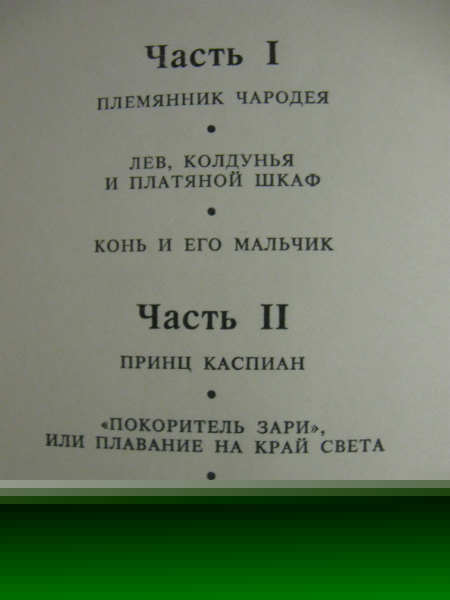 Часть I
ПЛЕМЯННИК ЧАРОДЕЯ
•
ЛЕВ, КОЛДУНЬЯ
И ПЛАТЯНОЙ ШКАФ
•
КОНЬ И ЕГО МАЛЬЧИК
Часть II
ПРИНЦ КАСПИАН
•
«ПОКОРИТЕЛЬ ЗАРИ»,
ИЛИ ПЛАВАНИЕ НА КРАЙ СВЕТА
•